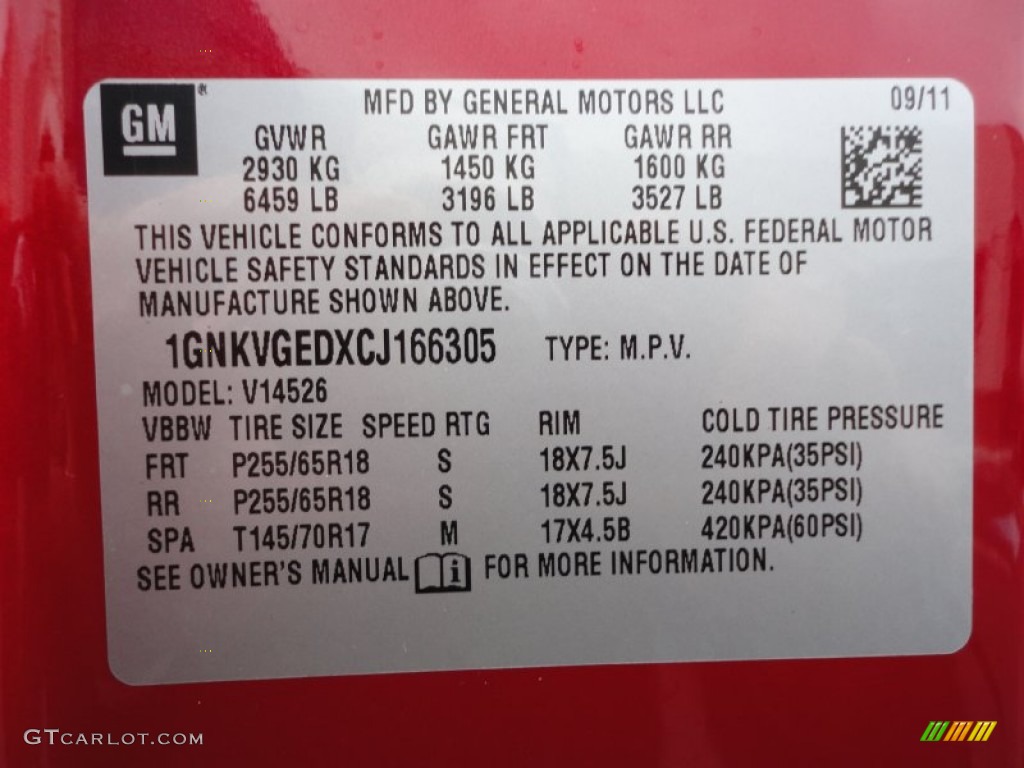 GM® MFD BY GENERAL MOTORS LLC 09/11
GVWR GAWR FRT GAWR RR
2930 KG 1450 KG 1600 KG
6459 LB 3196 LB 3527 LB
THIS VEHICLE CONFORMS TO ALL APPLICABLE U.S. FEDERAL MOTOR
VEHICLE SAFETY STANDARDS IN EFFECT ON THE DATE OF
MANUFACTURE SHOWN ABOVE.
1GNKVGEDXCJ166305 TYPE: M.P.V.
MODEL: V14526
VBBW TIRE SIZE SPEED RTG RIM COLD TIRE PRESSURE
FRT P255/65R18 S 18X7.5J 240KPA(35PSI)
RR P255/65R18 S 18X7.5J 240KPA(35PSI)
SPA T145/70R17 M 17X4.5B 420KPA(60PSI)
SEE OWNER'S MANUAL i FOR MORE INFORMATION.
GTCARLOT.COM